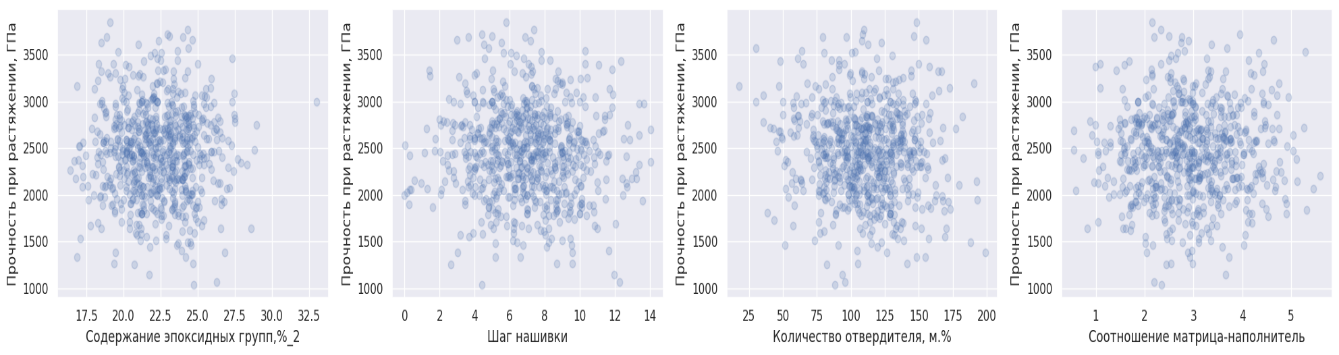 Прочность при растяжении, ГПа
3500
3000
2500
2000
1500
1000
17.5 20.0 22.5 25.0 27.5 30.0 32.5
Содержание эпоксидных групп,%_2
Прочность при растяжении, ГПа
3500
3000
2500
2000
1500
1000
0 2 4 6 8 10 12 14
Шаг нашивки
Прочность при растяжении, ГПа
3500
3000
2500
2000
1500
1000
25 50 75 100 125 150 175 200
Количество отвердителя, м.%
Прочность при растяжении, ГПа
3500
3000
2500
2000
1500
1000
1 2 3 4 5
Соотношение матрица-наполнитель